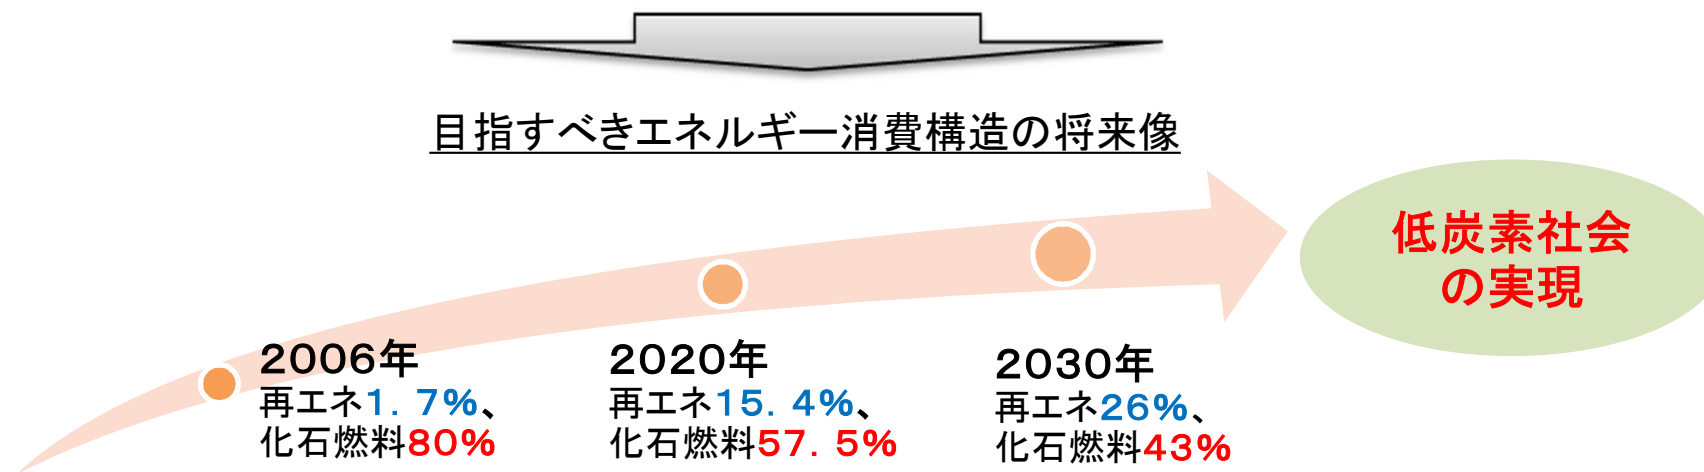 目指すべきエネルギー消費構造の将来像
低炭素社会
の実現
2006年
再エネ1.7%、
化石燃料80%
2020年
再エネ15.4%、
化石燃料57.5%
2030年
再エネ26%、
化石燃料43%